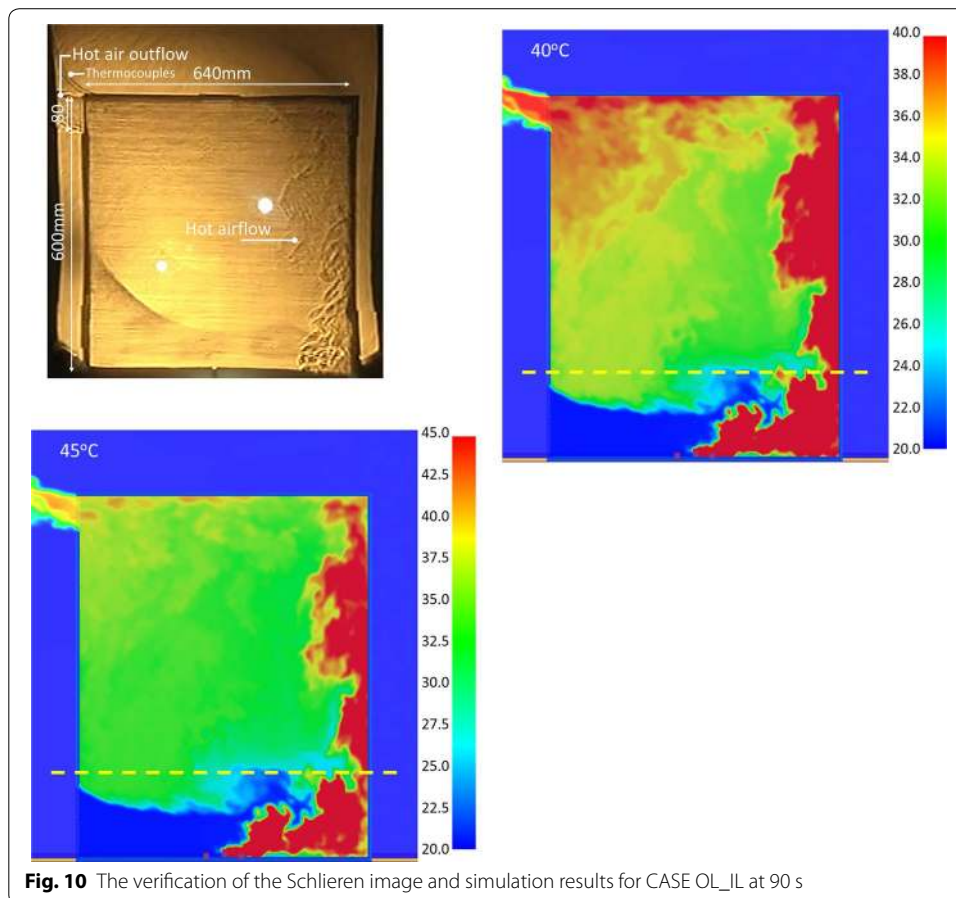 Hot air outflow
Thermocouples
640mm
80
600mm
Hot airflow
40°C
40.0
38.0
36.0
34.0
32.0
30.0
28.0
26.0
24.0
22.0
20.0
45°C
45.0
42.5
40.0
37.5
35.0
32.5
30.0
27.5
25.0
22.5
20.0
Fig. 10 The verification of the Schlieren image and simulation results for CASE OL_IL at 90 s